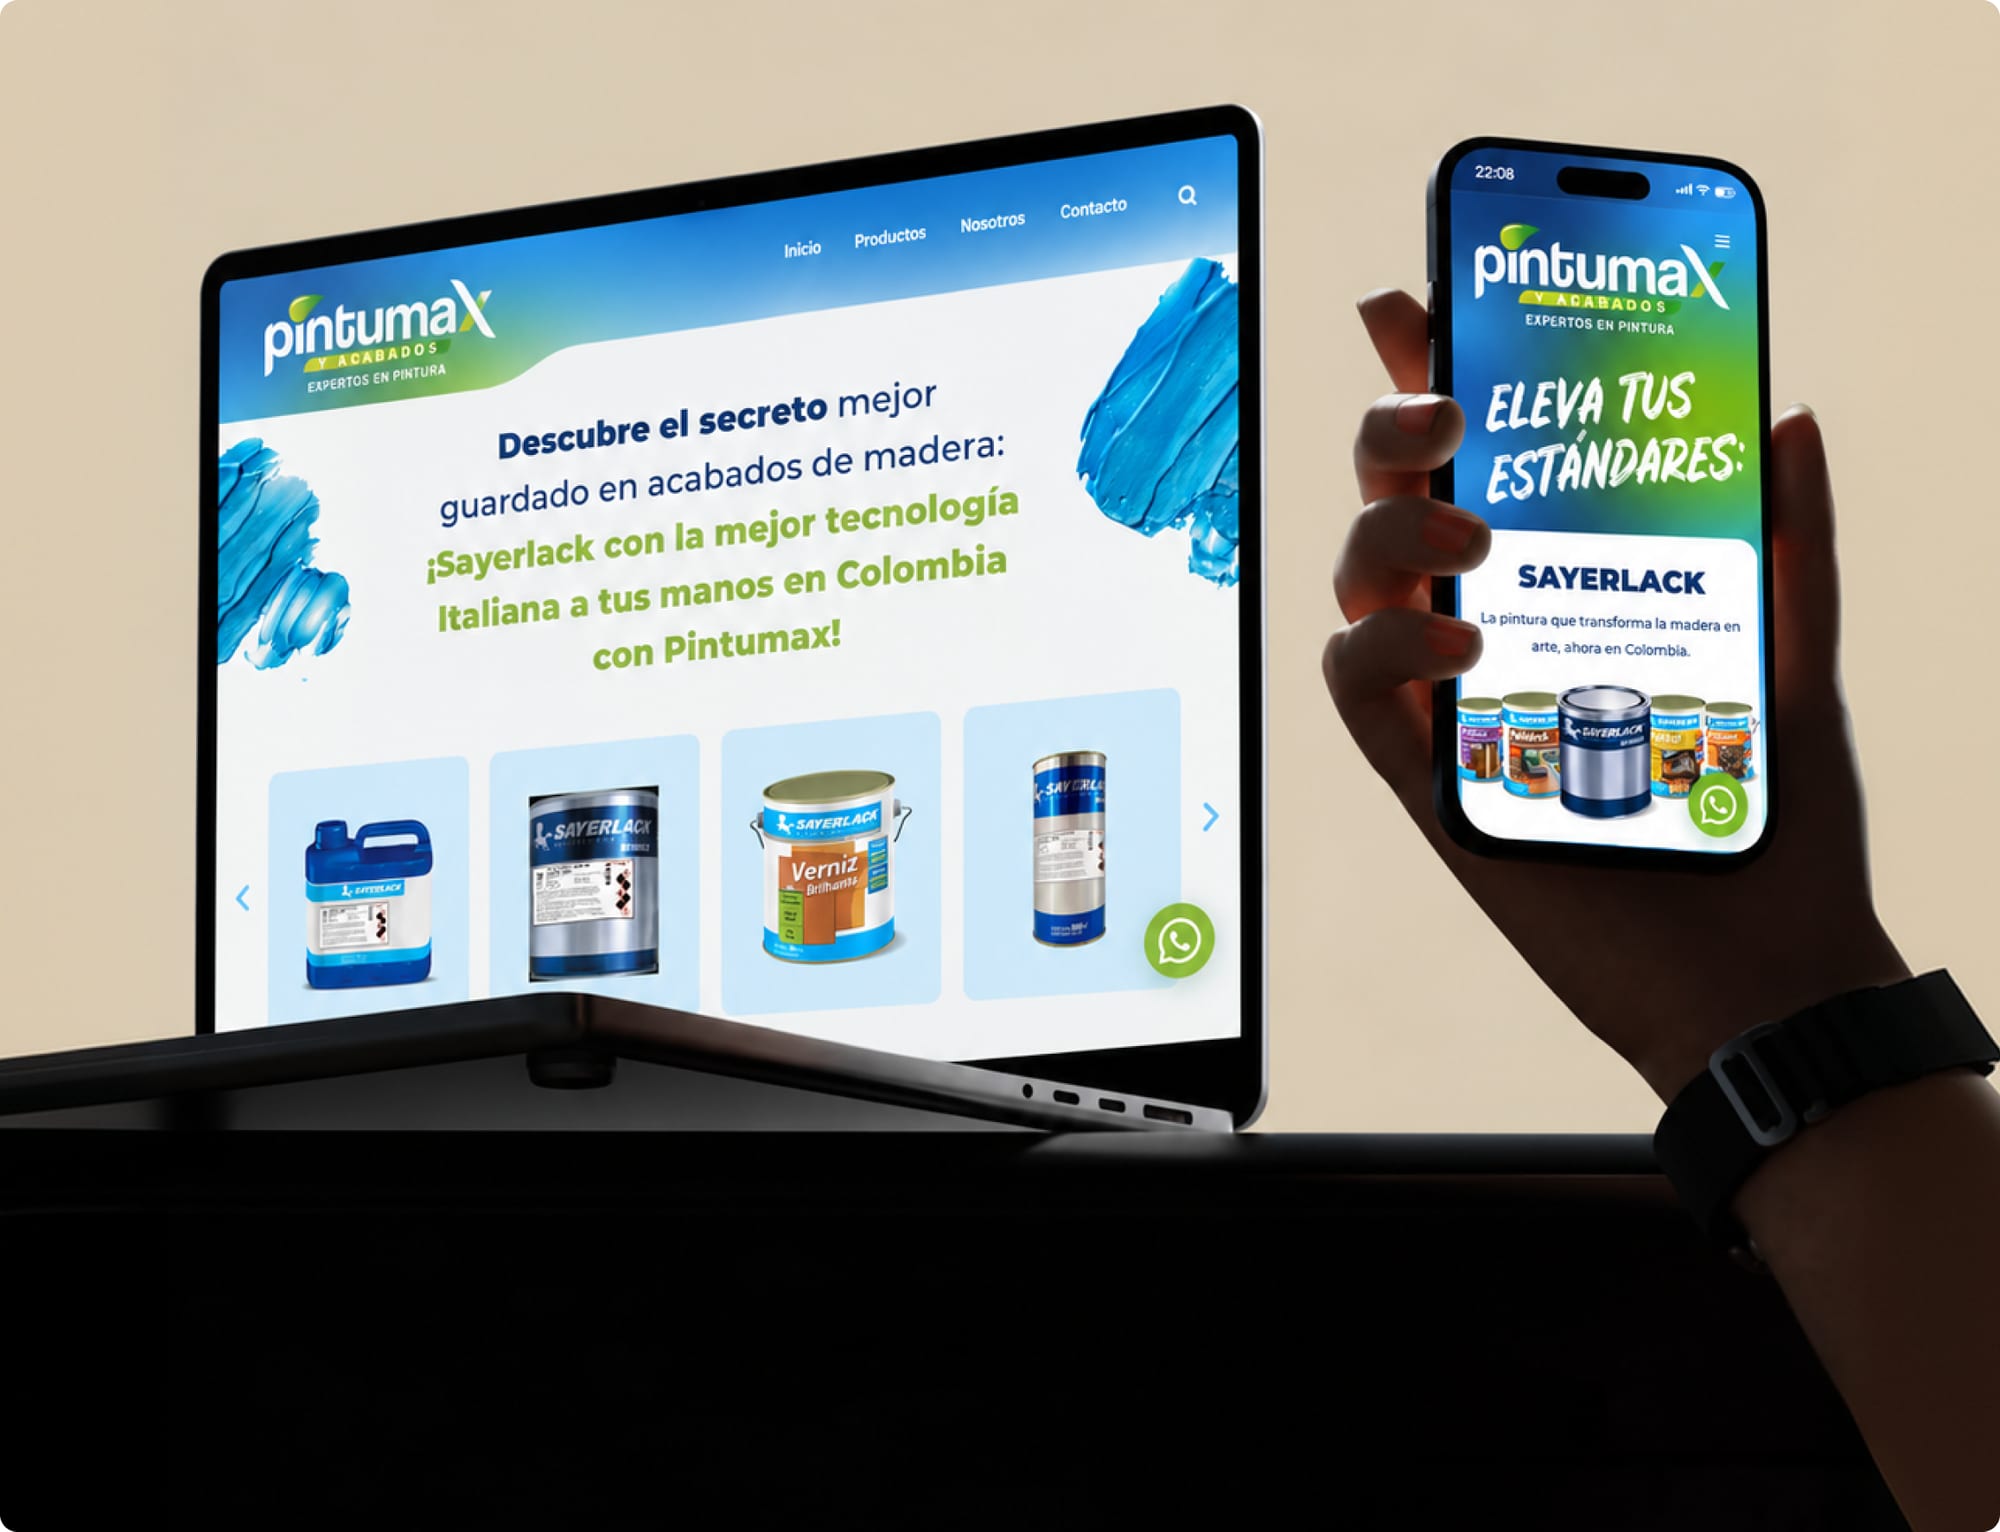 Inicio
Productos
Nosotros
Contacto
pintumax
Y ACABADOS
EXPERTOS EN PINTURA
Descubre el secreto mejor
guardado en acabados de madera:
¡Sayerlack con la mejor tecnología
Italiana a tus manos en Colombia
con Pintumax!
SAYERLACK
SAYERLACK
SAYERLACK
Verniz
Brilhante
22:08
pintumax
Y ACABADOS
EXPERTOS EN PINTURA
ELEVA TUS
ESTÁNDARES:
SAYERLACK
La pintura que transforma la madera en
arte, ahora en Colombia.
SAYERLACK